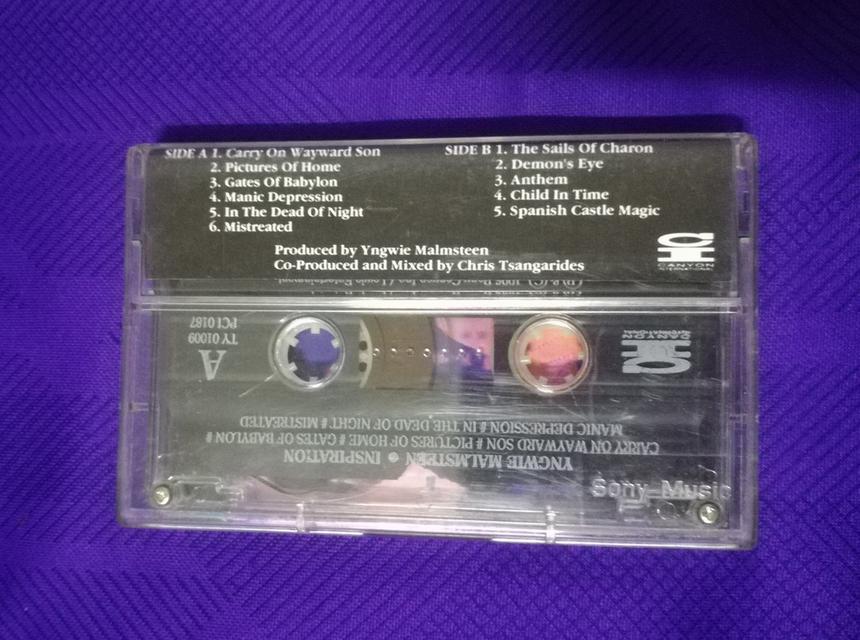 SIDE A 1. Carry On Wayward Son
2. Pictures Of Home
3. Gates Of Babylon
4. Manic Depression
5. In The Dead Of Night
6. Mistreated
SIDE B 1. The Sails Of Charon
2. Demon's Eye
3. Anthem
4. Child In Time
5. Spanish Castle Magic
Produced by Yngwie Malmsteen
Co-Produced and Mixed by Chris Tsangarides
CANYON
INTERNATIONAL
TY 01009
PCI 0187
A
CANYON
INTERNATIONAL
YNGWIE MALMSTEEN ● INSPIRATION
CARRY ON WAYWARD SON # PICTURES OF HOME # GATES OF BABYLON #
MANIC DEPRESSION # IN THE DEAD OF NIGHT # MISTREATED
Sony Music